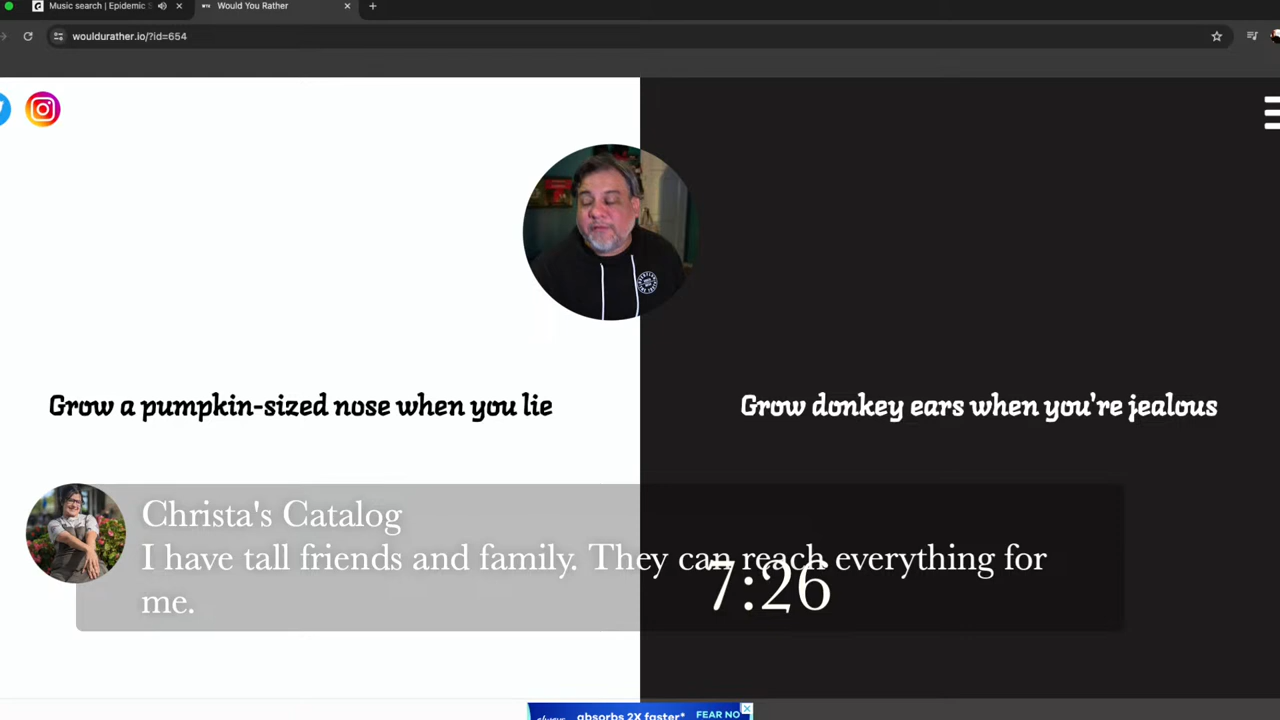 Music search | Epidemic S
Would You Rather
wouldurather.io/?id=654
Grow a pumpkin-sized nose when you lie
Grow donkey ears when you're jealous
Christa's Catalog
I have tall friends and family. They can reach everything for
me.
7:26
always
absorbs 2X faster*
FEAR NO